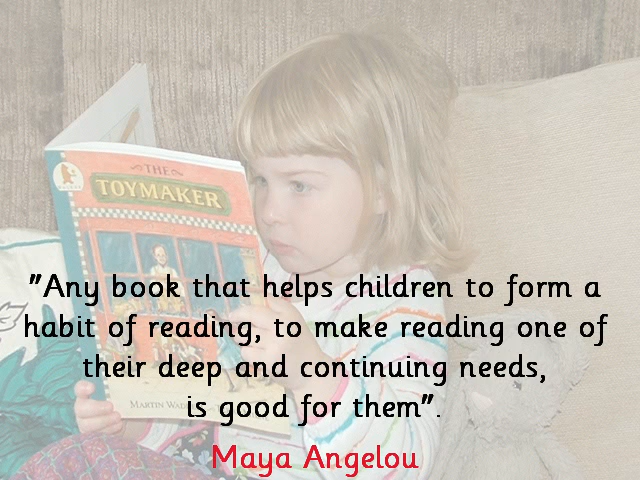 THE
TOYMAKER
"Any book that helps children to form a
habit of reading, to make reading one of
their deep and continuing needs,
is good for them".
MARTIN
Maya Angelou